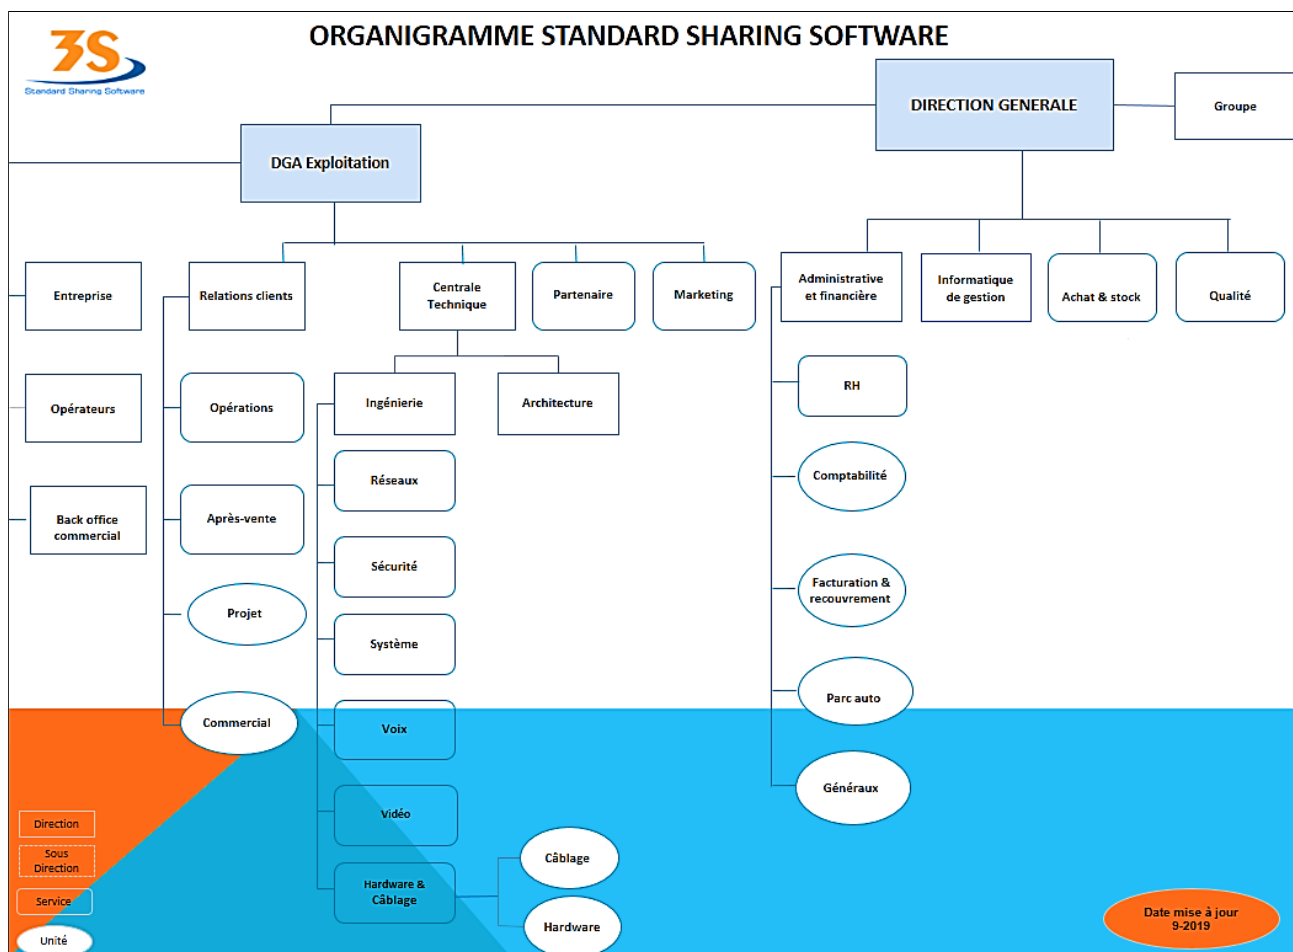 ORGANIGRAMME STANDARD SHARING SOFTWARE
3S
Standard Sharing Software
DIRECTION GENERALE
Groupe
DGA Exploitation
Entreprise
Relations clients
Centrale
Technique
Partenaire
Marketing
Administrative
et financière
Informatique
de gestion
Achat & stock
Qualité
Opérateurs
Opérations
Ingénierie
Architecture
RH
Back office
commercial
Après-vente
Réseaux
Comptabilité
Sécurité
Facturation &
recouvrement
Projet
Système
Commercial
Voix
Parc auto
Vidéo
Généraux
Hardware &
Câblage
Câblage
Hardware
Direction
Sous
Direction
Service
Unité
Date mise à jour
9-2019